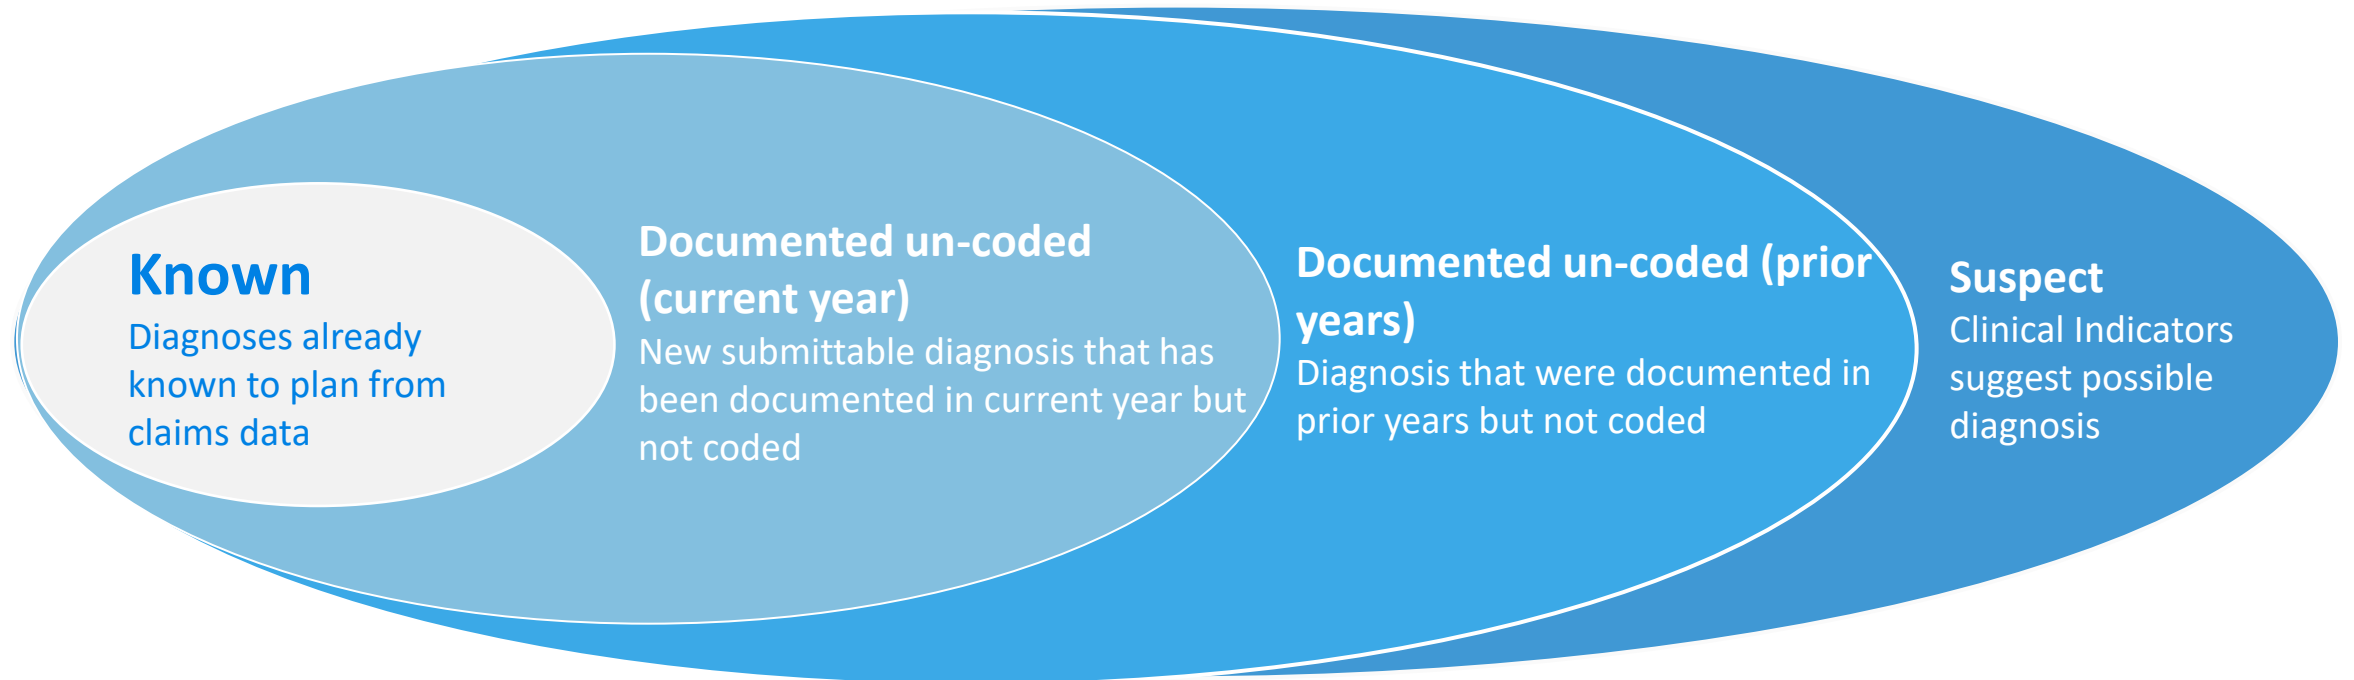 Known
Diagnoses already
known to plan from
claims data
Documented un-coded
(current year)
New submittable diagnosis that has
been documented in current year but
not coded
Documented un-coded (prior
years)
Diagnosis that were documented in
prior years but not coded
Suspect
Clinical Indicators
suggest possible
diagnosis